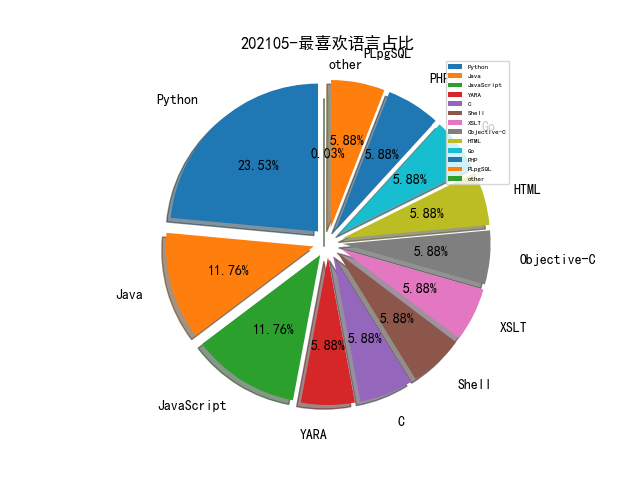 202105-最喜欢语言占比
PLpgSQL
other
PHP
Go
Python
HTML
Objective-C
Java
XSLT
Shell
JavaScript
C
YARA
5.88%
0.03%
5.88%
23.53%
5.88%
5.88%
5.88%
11.76%
5.88%
5.88%
11.76%
5.88%
5.88%
Python
Java
JavaScript
YARA
C
Shell
XSLT
Objective-C
HTML
Go
PHP
PLpgSQL
other